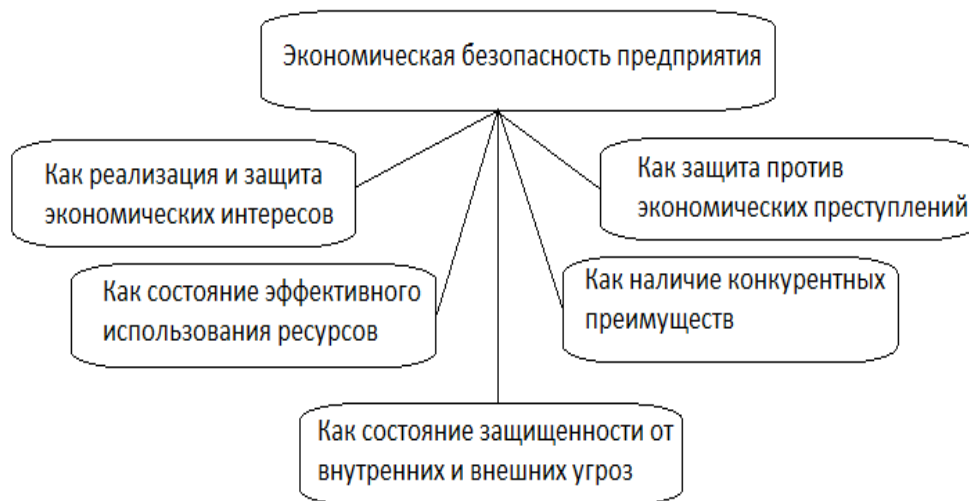 Экономическая безопасность предприятия
Как реализация и защита
экономических интересов
Как защита против
экономических преступлений
Как состояние эффективного
использования ресурсов
Как наличие конкурентных
преимуществ
Как состояние защищенности от
внутренних и внешних угроз